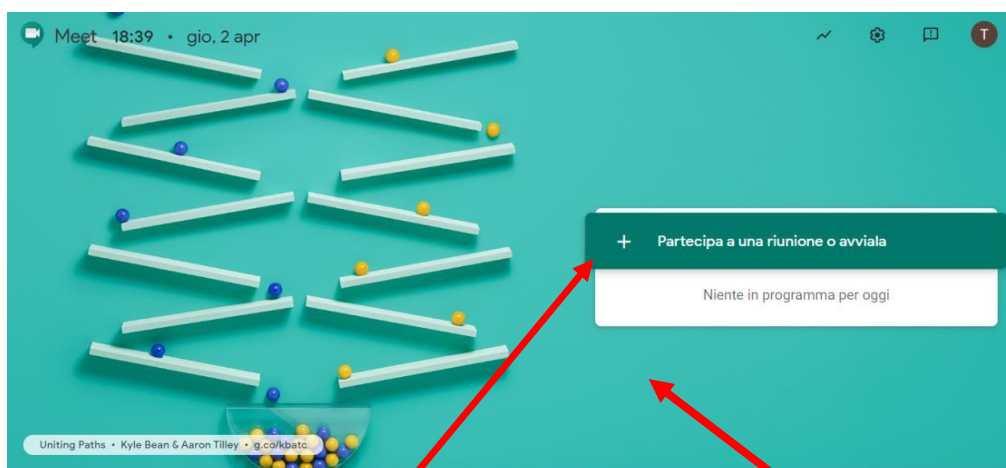 Meet 18:39 • gio, 2 apr
T
+ Partecipa a una riunione o avviala
Niente in programma per oggi
Uniting Paths • Kyle Bean & Aaron Tilley • g.co/kbatc